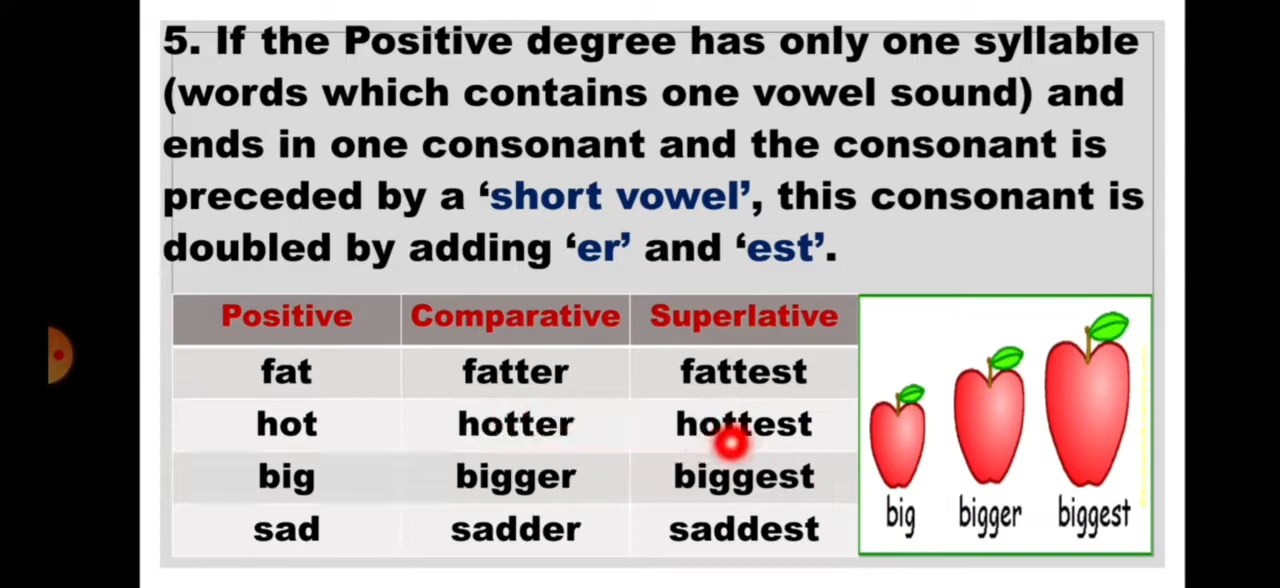 5. If the Positive degree has only one syllable
(words which contains one vowel sound) and
ends in one consonant and the consonant is
preceded by a ‘short vowel’, this consonant is
doubled by adding ‘er’ and ‘est’.
Positive Comparative Superlative
fat fatter fattest
hot hotter hottest
big bigger biggest
sad sadder saddest
big bigger biggest